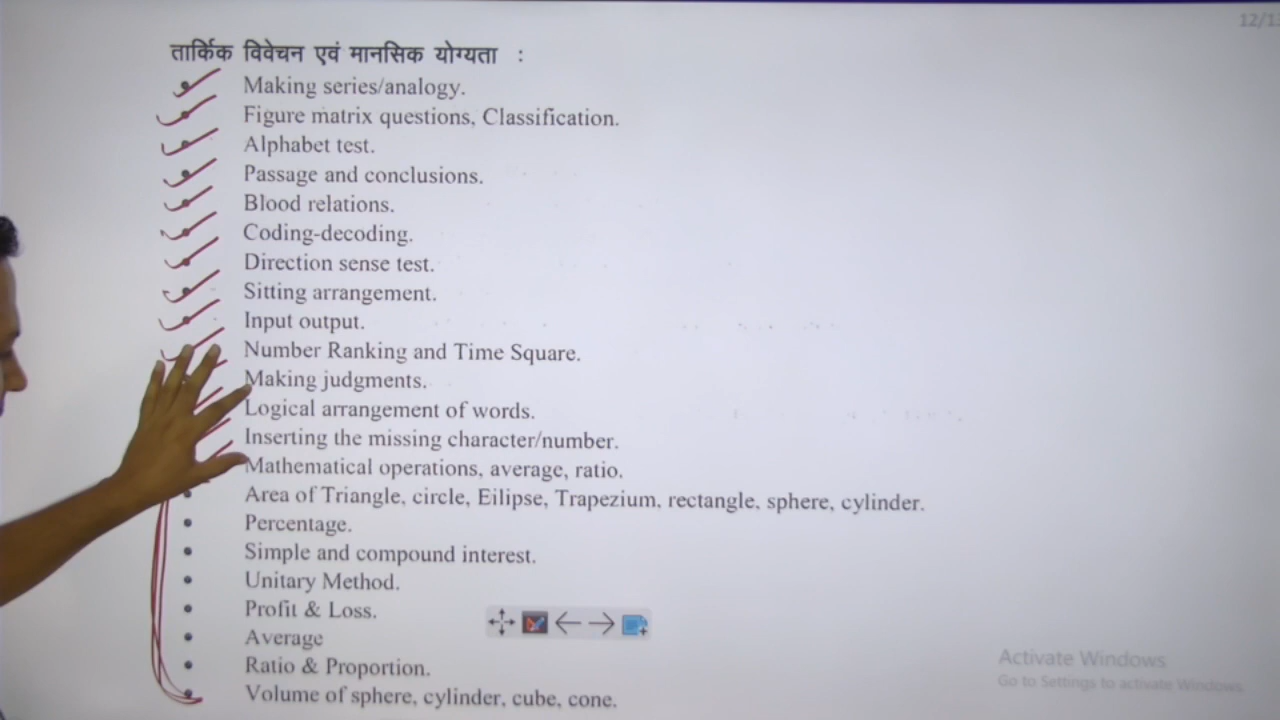 12/13
तार्किक विवेचन एवं मानसिक योग्यता :
Making series/analogy.
Figure matrix questions, Classification.
Alphabet test.
Passage and conclusions.
Blood relations.
Coding-decoding.
Direction sense test.
Sitting arrangement.
Input output.
Number Ranking and Time Square.
Making judgments.
Logical arrangement of words.
Inserting the missing character/number.
Mathematical operations, average, ratio.
Area of Triangle, circle, Eilipse, Trapezium, rectangle, sphere, cylinder.
Percentage.
Simple and compound interest.
Unitary Method.
Profit & Loss.
Average
Ratio & Proportion.
Volume of sphere, cylinder, cube, cone.
Activate Windows
Go to Settings to activate Windows.